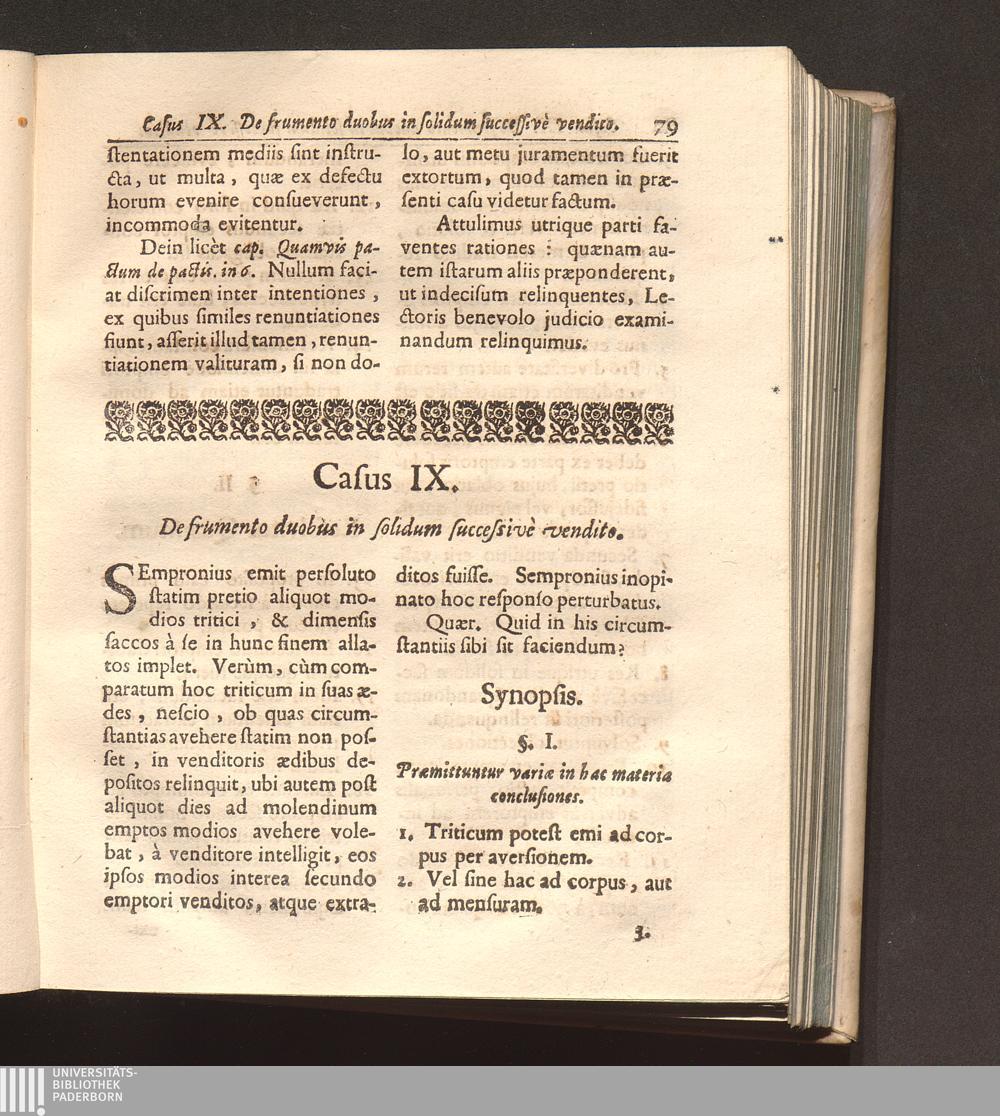 Casus IX. De frumento duobus in solidum successivè vendito. 79
stentationem mediis sint instru-
cta, ut multa, quæ ex defectu
horum evenire consueverunt,
incommoda evitentur.
Dein licèt cap. Quamvis pa-
ctum de pactis. in 6. Nullum faci-
at discrimen inter intentiones,
ex quibus similes renuntiationes
fiunt, asserit illud tamen, renun-
tiationem valituram, si non do-
lo, aut metu juramentum fuerit
extortum, quod tamen in præ-
senti casu videtur factum.
Attulimus utrique parti fa-
ventes rationes : quænam au-
tem istarum aliis præponderent,
ut indecisum relinquentes, Le-
ctoris benevolo judicio exami-
nandum relinquimus.
Casus IX.
De frumento duobùs in solidum successivè vendito.
SEmpronius emit persoluto
statim pretio aliquot mo-
dios tritici, & dimensis
saccos à se in hunc finem alla-
tos implet. Verùm, cùm com-
paratum hoc triticum in suas æ-
des, nescio, ob quas circum-
stantias avehere statim non pos-
set, in venditoris ædibus de-
positos relinquit, ubi autem post
aliquot dies ad molendinum
emptos modios avehere vole-
bat, à venditore intelligit, eos
ipsos modios interea secundo
emptori venditos, atque extra-
ditos fuisse. Sempronius inopi-
nato hoc responso perturbatus.
Quær. Quid in his circum-
stantiis sibi sit faciendum?
Synopsis.
§. I.
Præmittuntur variæ in hac materia
conclusiones.
1. Triticum potest emi ad cor-
pus per aversionem.
2. Vel sine hac ad corpus, aut
ad mensuram.
3.
UNIVERSITÄTS-
BIBLIOTHEK
PADERBORN